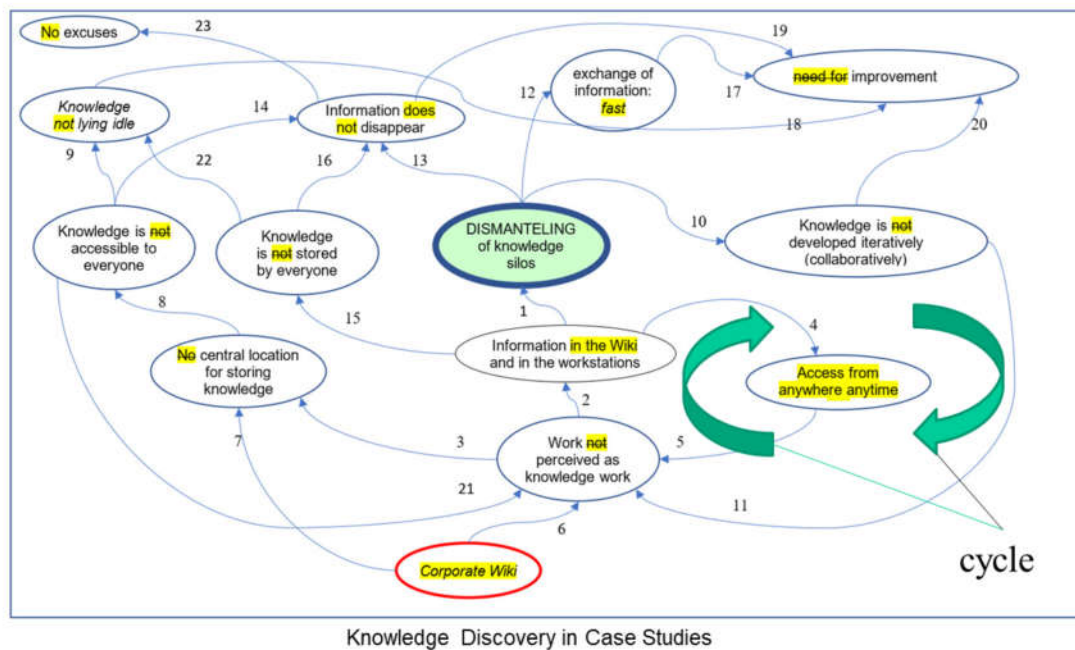 No excuses
23
19
exchange of
information:
fast
need for improvement
12
17
Knowledge
not lying idle
14
Information does
not disappear
18
20
9
22
16
13
Knowledge is not
accessible to
everyone
Knowledge
is not stored
by everyone
DISMANTELING
of knowledge
silos
10
Knowledge is not
developed iteratively
(collaboratively)
8
15
1
4
No central location
for storing
knowledge
Information in the Wiki
and in the workstations
Access from
anywhere anytime
2
7
3
Work not
perceived as
knowledge work
5
21
6
11
Corporate Wiki
cycle
Knowledge Discovery in Case Studies